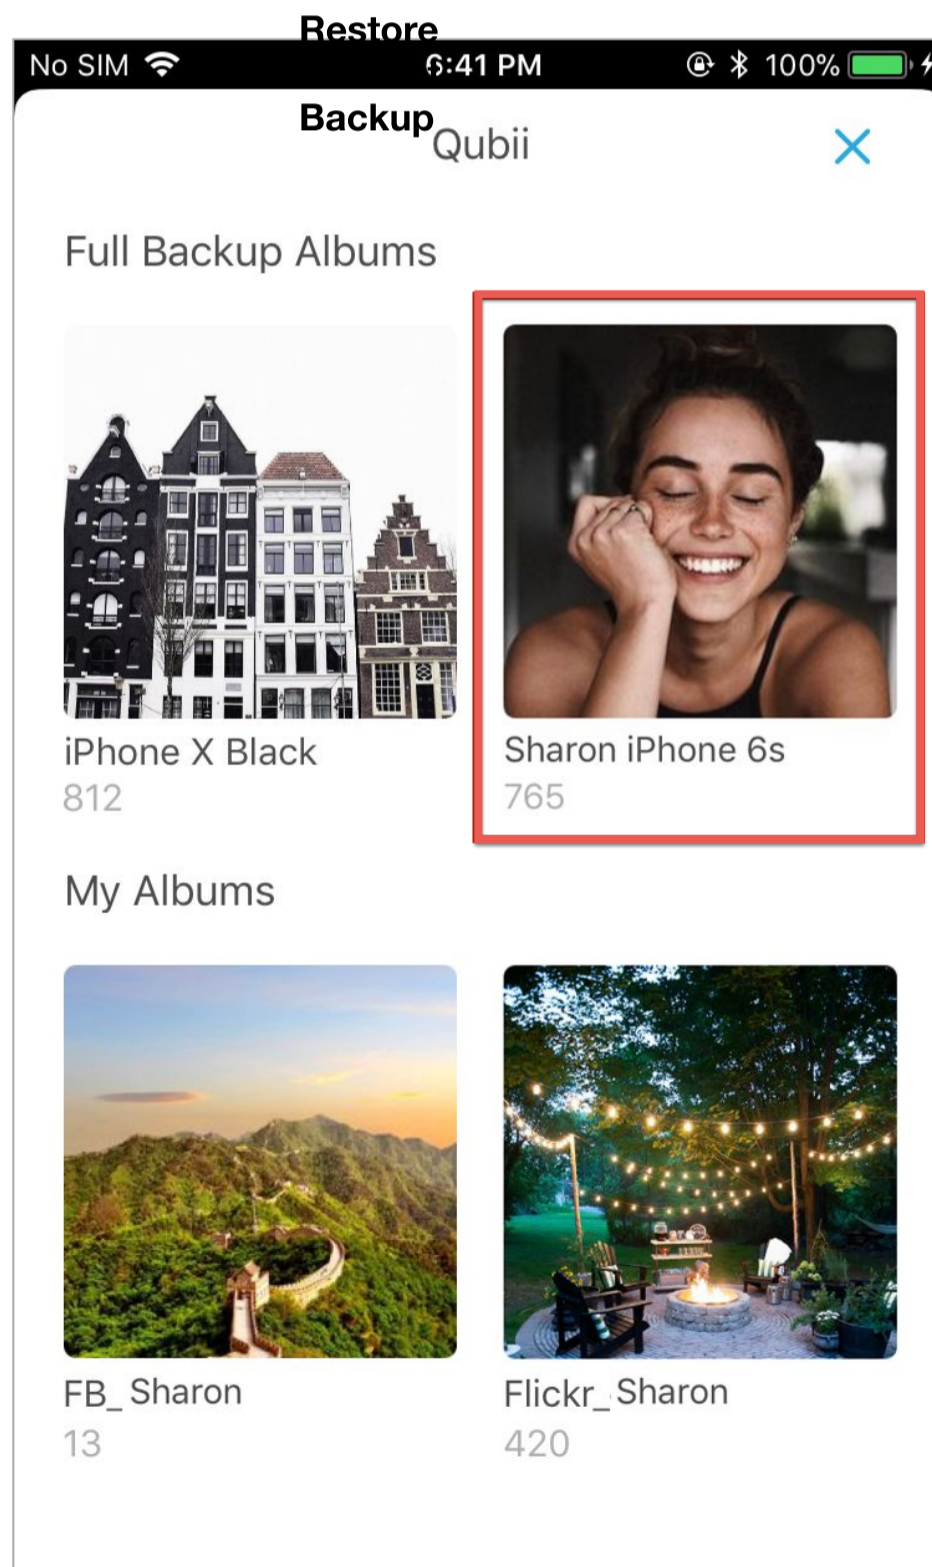 Restore
No SIM 6:41 PM 100%
Backup
Qubii
Full Backup Albums
iPhone X Black
812
Sharon iPhone 6s
765
My Albums
FB_ Sharon
13
Flickr_ Sharon
420